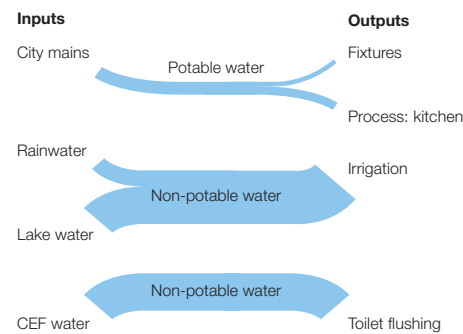 Inputs
Outputs
City mains
Fixtures
Potable water
Process: kitchen
Rainwater
Irrigation
Non-potable water
Lake water
Non-potable water
CEF water
Toilet flushing